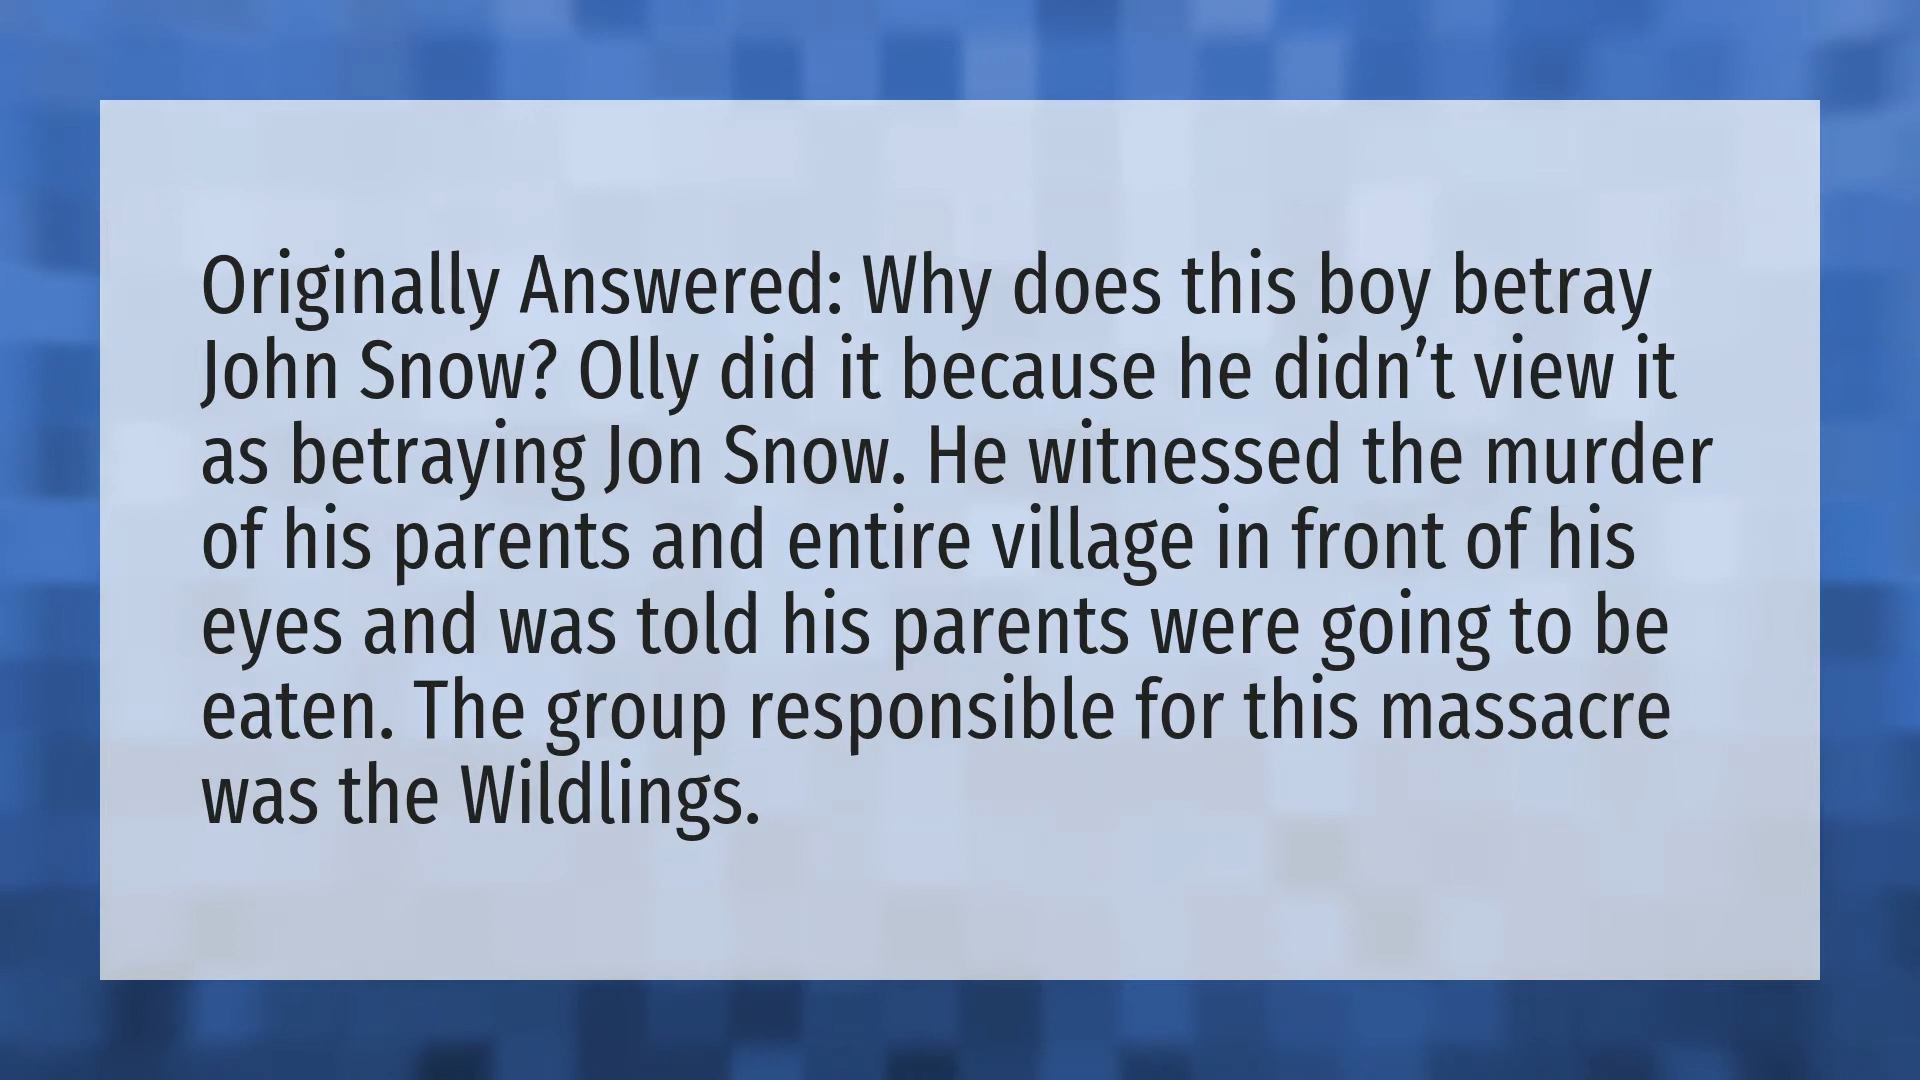 Originally Answered: Why does this boy betray
John Snow? Olly did it because he didn’t view it
as betraying Jon Snow. He witnessed the murder
of his parents and entire village in front of his
eyes and was told his parents were going to be
eaten. The group responsible for this massacre
was the Wildlings.